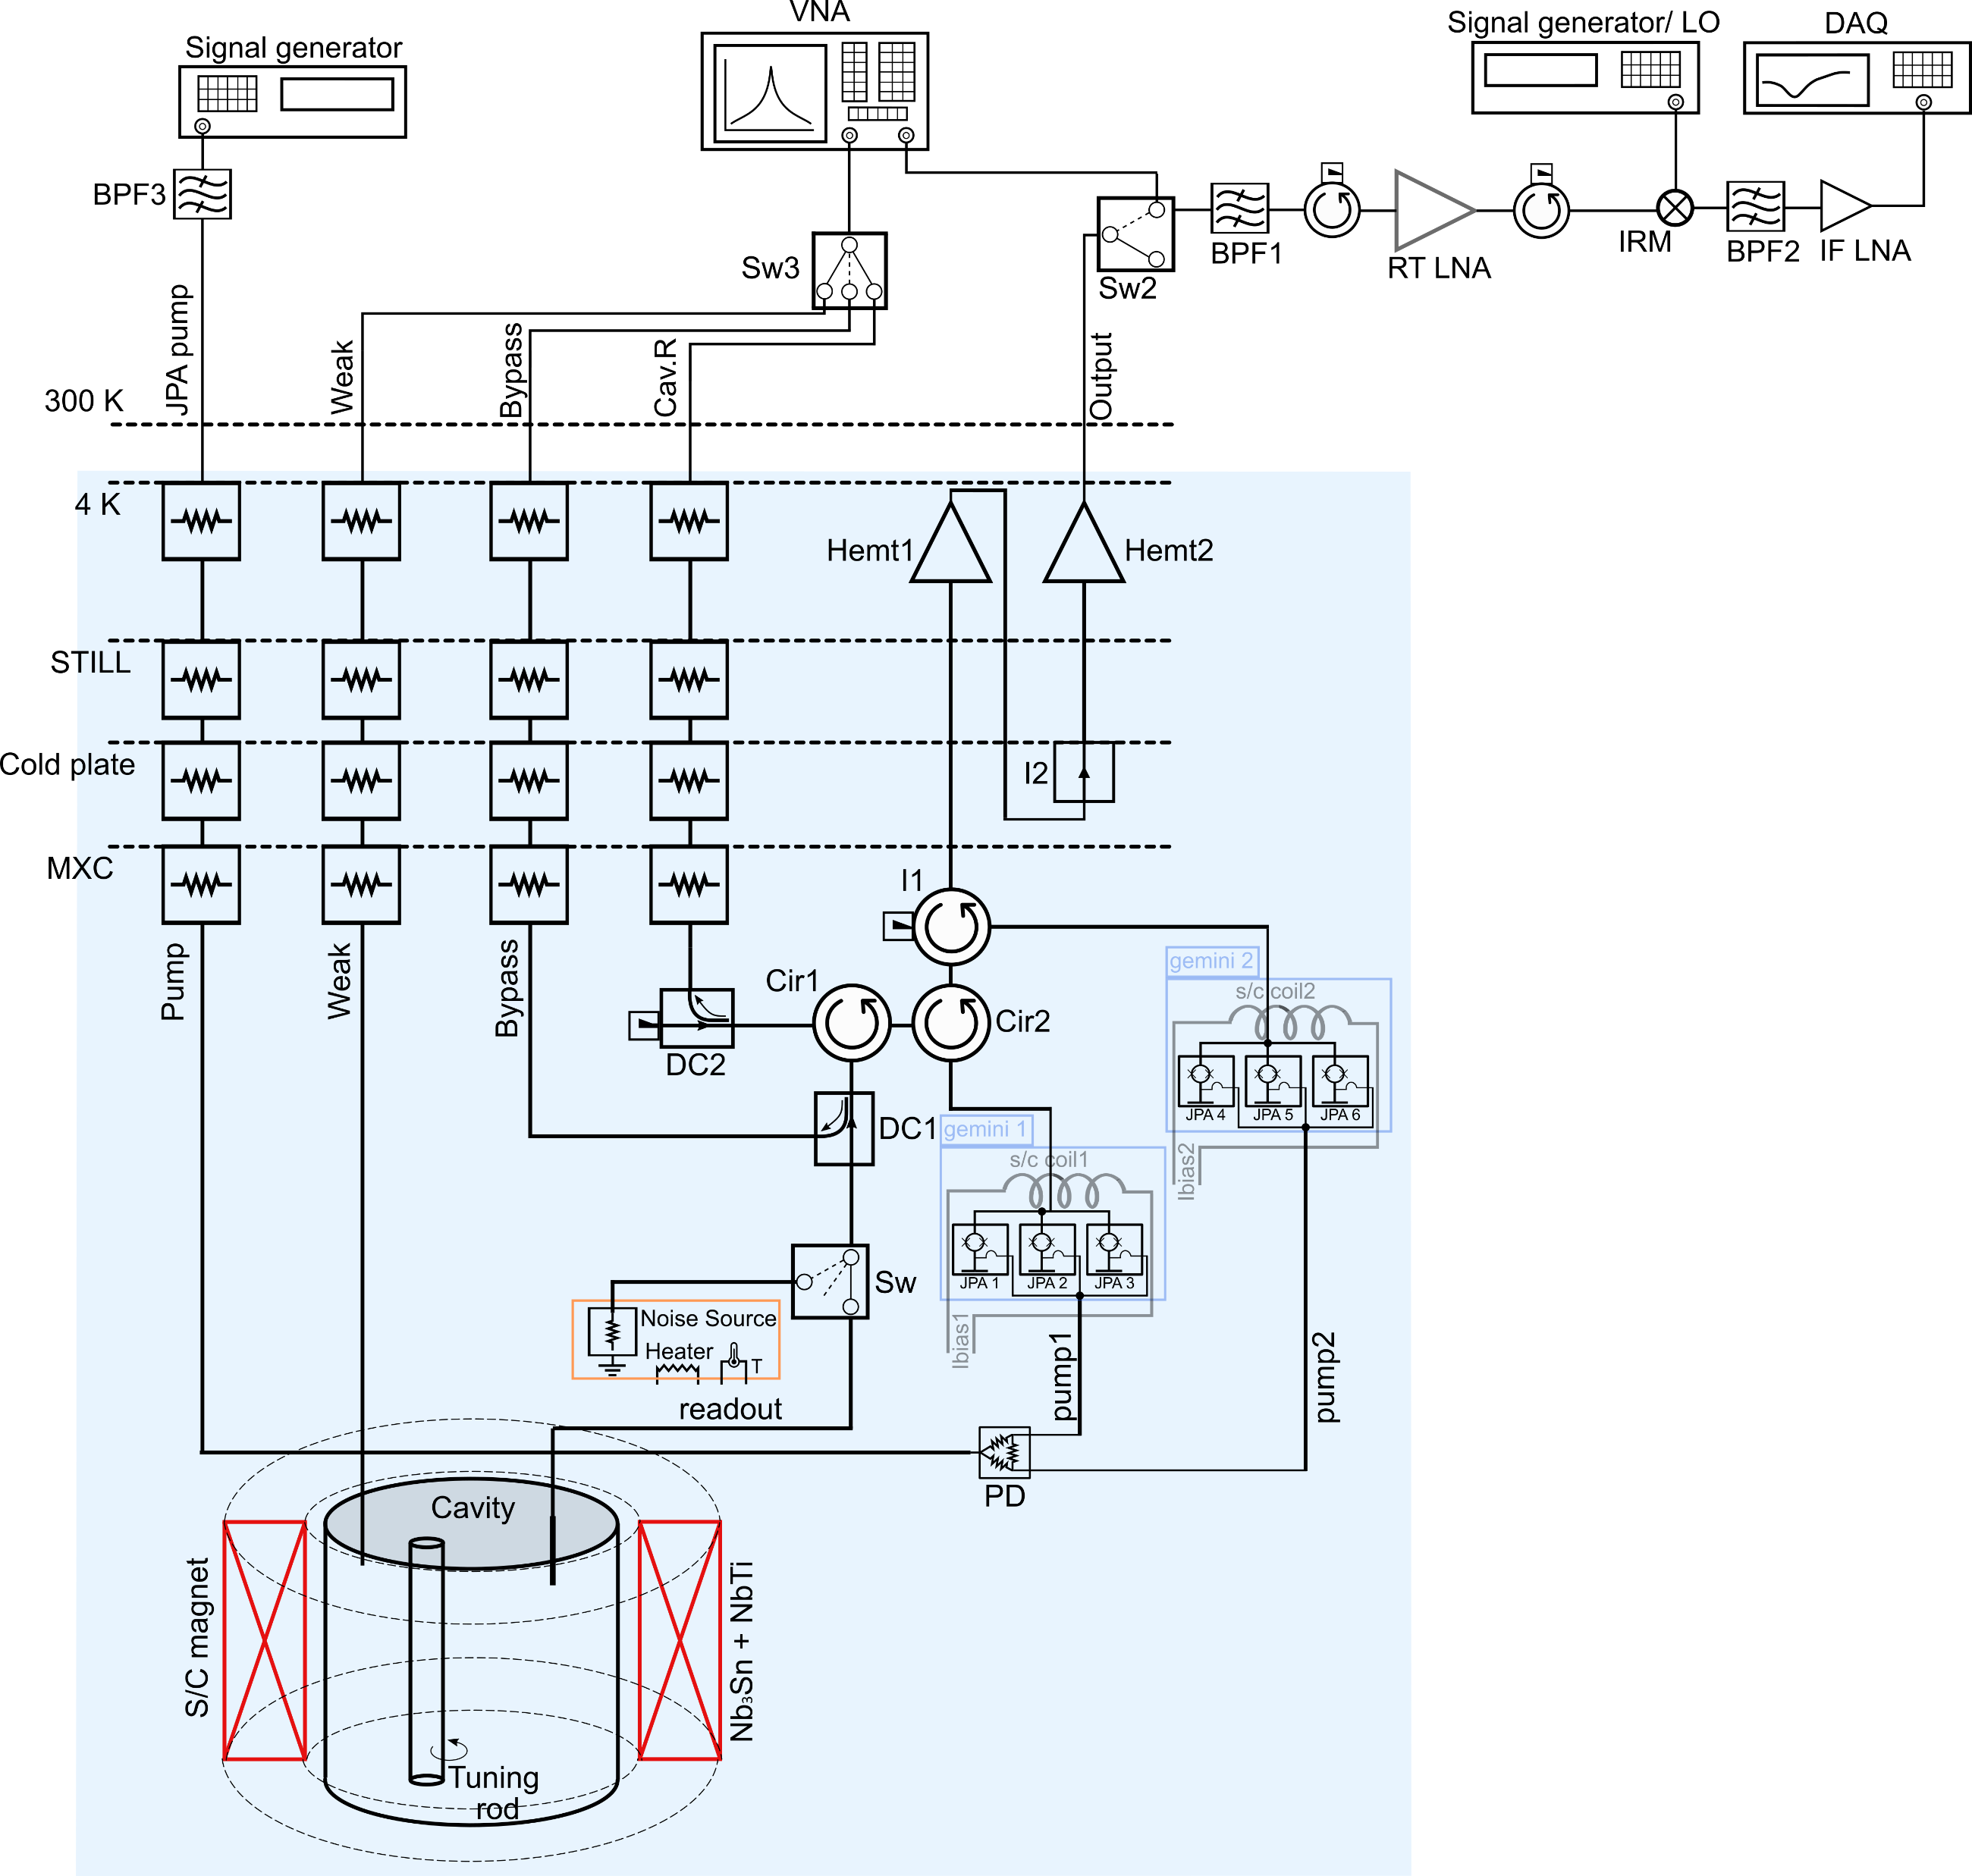 VNA
Signal generator/ LO
DAQ
Signal generator
BPF3
Sw3
Sw2
BPF1
RT LNA
IRM
BPF2
IF LNA
JPA pump
Weak
Bypass
Cav.R
Output
300 K
4 K
Hemt1
Hemt2
STILL
Cold plate
I2
MXC
I1
Pump
Weak
Bypass
Cir1
Cir2
DC2
DC1
gemini 2
s/c coil2
JPA 4
JPA 5
JPA 6
Ibias2
gemini 1
s/c coil1
JPA 1
JPA 2
JPA 3
Ibias1
Sw
Noise Source
Heater
T
readout
pump1
pump2
PD
Cavity
S/C magnet
Nb₃Sn + NbTi
Tuning
rod